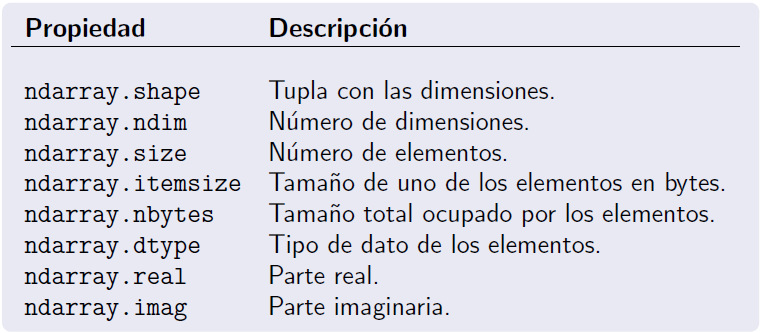 Propiedad Descripción
ndarray.shape Tupla con las dimensiones.
ndarray.ndim Número de dimensiones.
ndarray.size Número de elementos.
ndarray.itemsize Tamaño de uno de los elementos en bytes.
ndarray.nbytes Tamaño total ocupado por los elementos.
ndarray.dtype Tipo de dato de los elementos.
ndarray.real Parte real.
ndarray.imag Parte imaginaria.